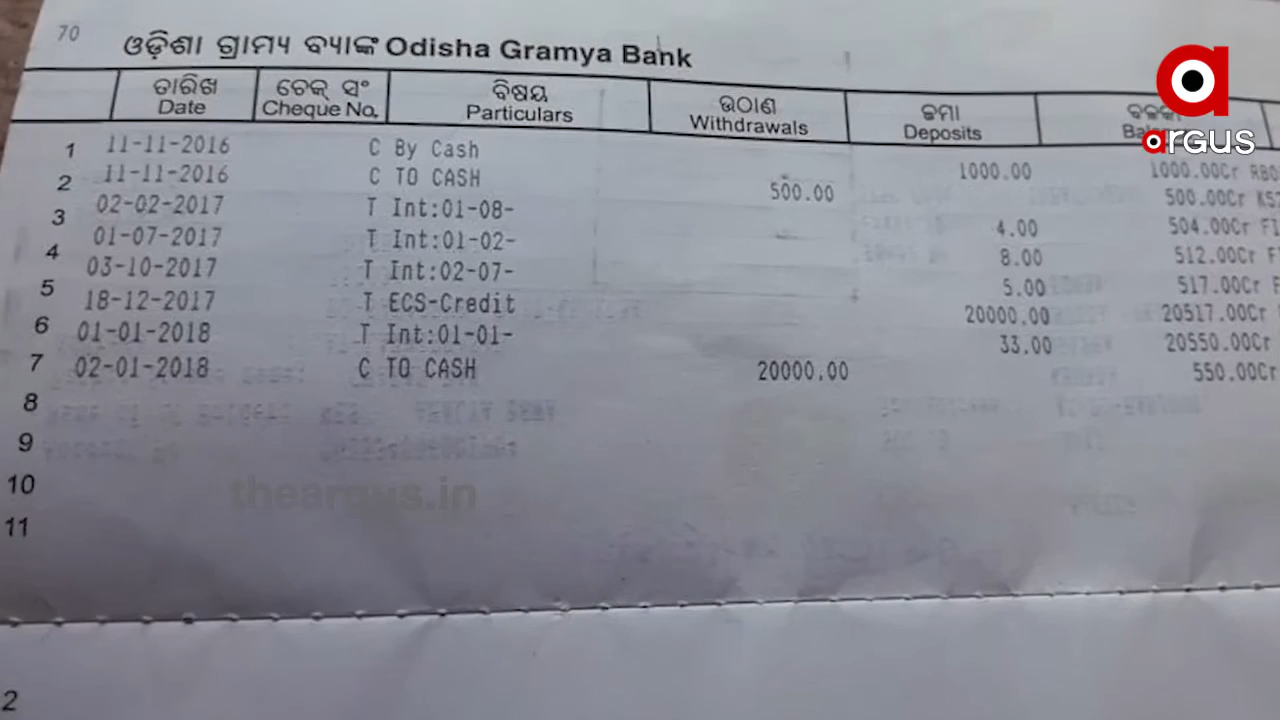 70
ଓଡ଼ିଶା ଗ୍ରାମ୍ୟ ବ୍ୟାଙ୍କ Odisha Gramya Bank
ତାରିଖ ଚେକ୍ ସଂ ବିଷୟ ଉଠାଣ ଜମା
Date Cheque No. Particulars Withdrawals Deposits
argus
1 11-11-2016 C By Cash 1000.00 1000.00Cr RBO
2 11-11-2016 C TO CASH 500.00 500.00Cr
3 02-02-2017 T Int:01-08- 4.00 504.00Cr
4 01-07-2017 T Int:01-02- 8.00 512.00Cr
5 03-10-2017 T Int:02-07- 5.00 517.00Cr
6 18-12-2017 T ECS-Credit 20000.00 20517.00Cr
7 01-01-2018 T Int:01-01- 33.00 20550.00Cr
8 02-01-2018 C TO CASH 20000.00 550.00Cr
9
10
theargus.in
11
2